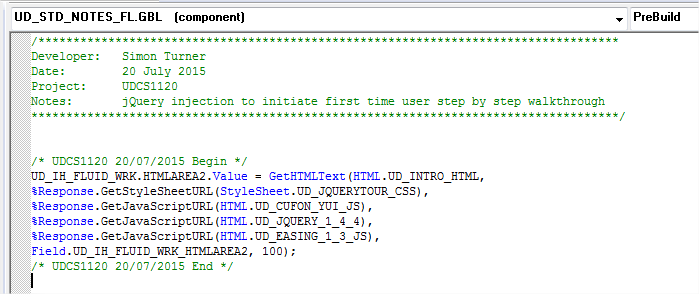 UD_STD_NOTES_FL.GBL (component) PreBuild
/***********************************************************************************
Developer: Simon Turner
Date: 20 July 2015
Project: UDCS1120
Notes: jQuery injection to initiate first time user step by step walkthrough
***********************************************************************************/
/* UDCS1120 20/07/2015 Begin */
UD_IH_FLUID_WRK.HTMLAREA2.Value = GetHTMLText(HTML.UD_INTRO_HTML,
%Response.GetStyleSheetURL(StyleSheet.UD_JQUERYTOUR_CSS),
%Response.GetJavaScriptURL(HTML.UD_CUFON_YUI_JS),
%Response.GetJavaScriptURL(HTML.UD_JQUERY_1_4_4),
%Response.GetJavaScriptURL(HTML.UD_EASING_1_3_JS),
Field.UD_IH_FLUID_WRK_HTMLAREA2, 100);
/* UDCS1120 20/07/2015 End */